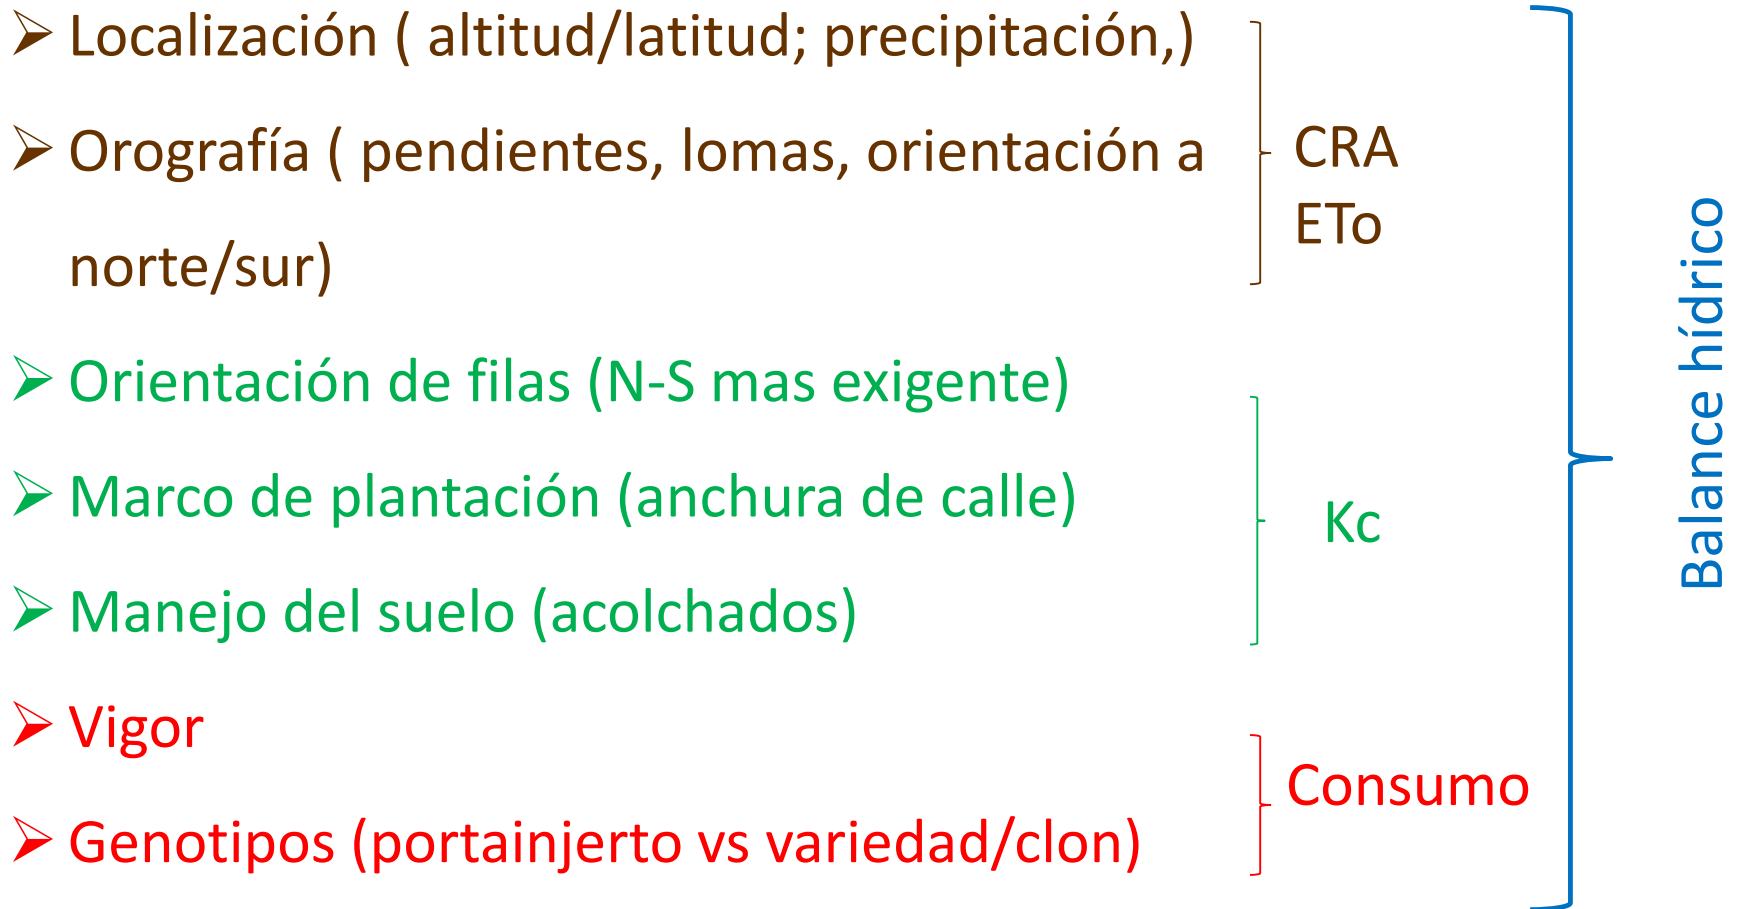 Localización ( altitud/latitud; precipitación,)
Orografía ( pendientes, lomas, orientación a
norte/sur)
CRA
ETo
Orientación de filas (N-S mas exigente)
Marco de plantación (anchura de calle)
Manejo del suelo (acolchados)
Kc
Vigor
Genotipos (portainjerto vs variedad/clon)
Consumo
Balance hídrico